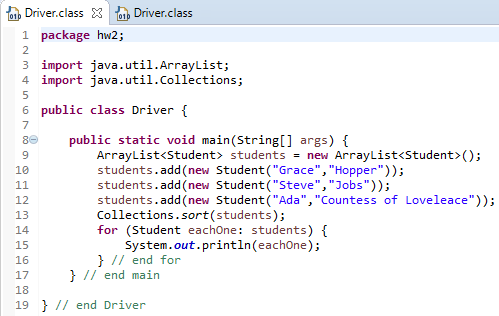 Driver.class Driver.class
1 package hw2;
2
3 import java.util.ArrayList;
4 import java.util.Collections;
5
6 public class Driver {
7
8 public static void main(String[] args) {
9 ArrayList<Student> students = new ArrayList<Student>();
10 students.add(new Student("Grace","Hopper"));
11 students.add(new Student("Steve","Jobs"));
12 students.add(new Student("Ada","Countess of Loveleace"));
13 Collections.sort(students);
14 for (Student eachOne: students) {
15 System.out.println(eachOne);
16 } // end for
17 } // end main
18
19 } // end Driver